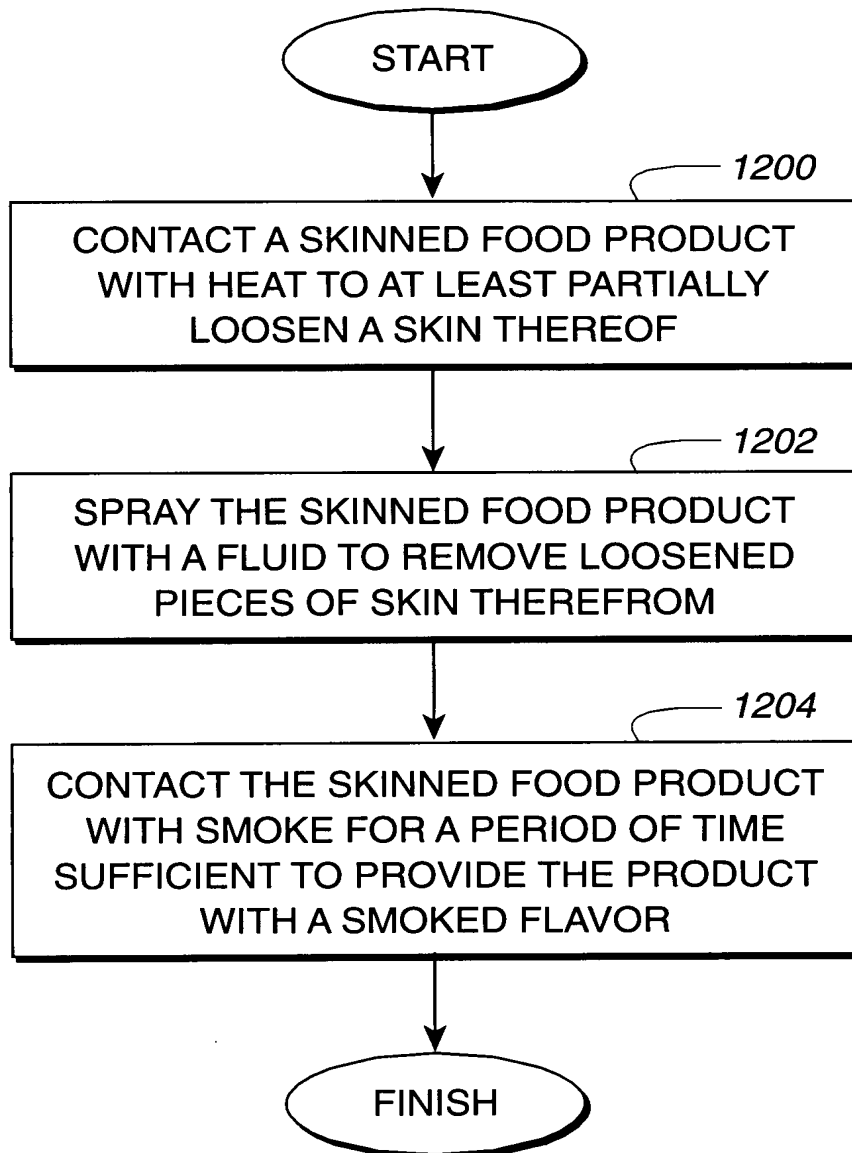 START
1200
CONTACT A SKINNED FOOD PRODUCT
WITH HEAT TO AT LEAST PARTIALLY
LOOSEN A SKIN THEREOF
1202
SPRAY THE SKINNED FOOD PRODUCT
WITH A FLUID TO REMOVE LOOSENED
PIECES OF SKIN THEREFROM
1204
CONTACT THE SKINNED FOOD PRODUCT
WITH SMOKE FOR A PERIOD OF TIME
SUFFICIENT TO PROVIDE THE PRODUCT
WITH A SMOKED FLAVOR
FINISH